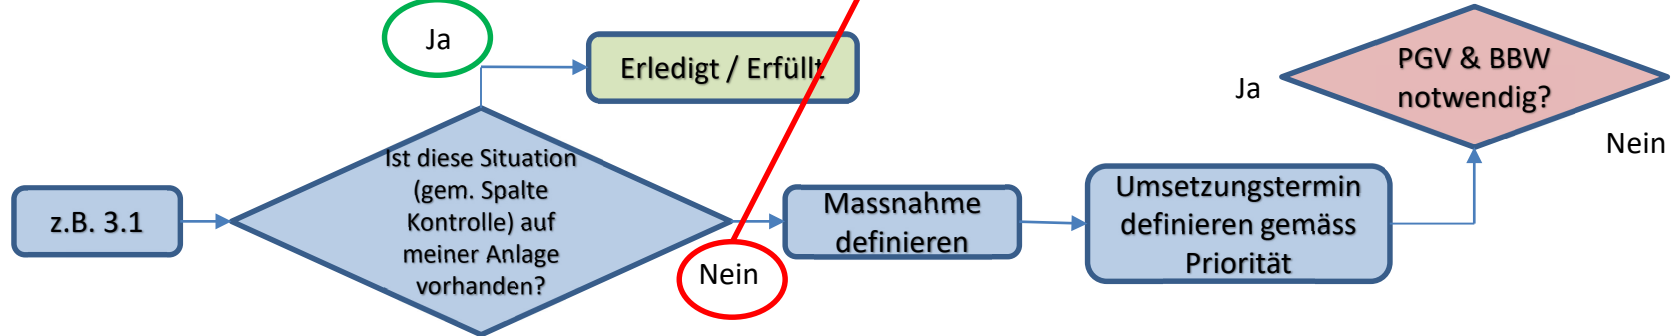 Ja
Erledigt / Erfüllt
z.B. 3.1
Ist diese Situation
(gem. Spalte
Kontrolle) auf
meiner Anlage
vorhanden?
Nein
Massnahme
definieren
Umsetzungstermin
definieren gemäss
Priorität
PGV & BBW
notwendig?
Ja
Nein